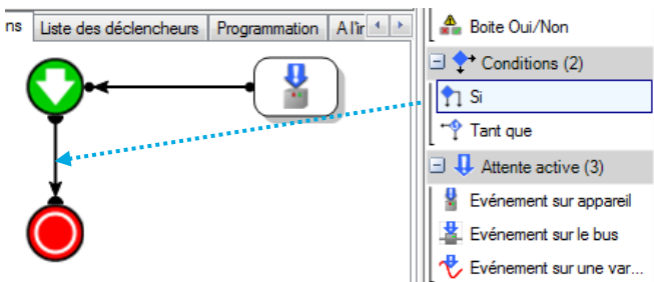 ns
Liste des déclencheurs
Programmation
A l'ir
Boite Oui/Non
Conditions (2)
Si
Tant que
Attente active (3)
Evénement sur appareil
Evénement sur le bus
Evénement sur une var...